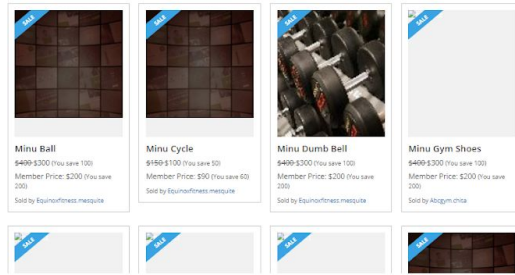 SALE
SALE
SALE
SALE
Minu Ball
$400 $300 (You save 100)
Member Price: $200 (You save
200)
Sold by Equinoxfitness.mesquite
Minu Cycle
$150 $100 (You save 50)
Member Price: $90 (You save 60)
Sold by Equinoxfitness.mesquite
Minu Dumb Bell
$400 $300 (You save 100)
Member Price: $200 (You save
200)
Sold by Equinoxfitness.mesquite
Minu Gym Shoes
$400 $300 (You save 100)
Member Price: $200 (You save
200)
Sold by Abcgym.chisa
SALE
SALE
SALE
SALE